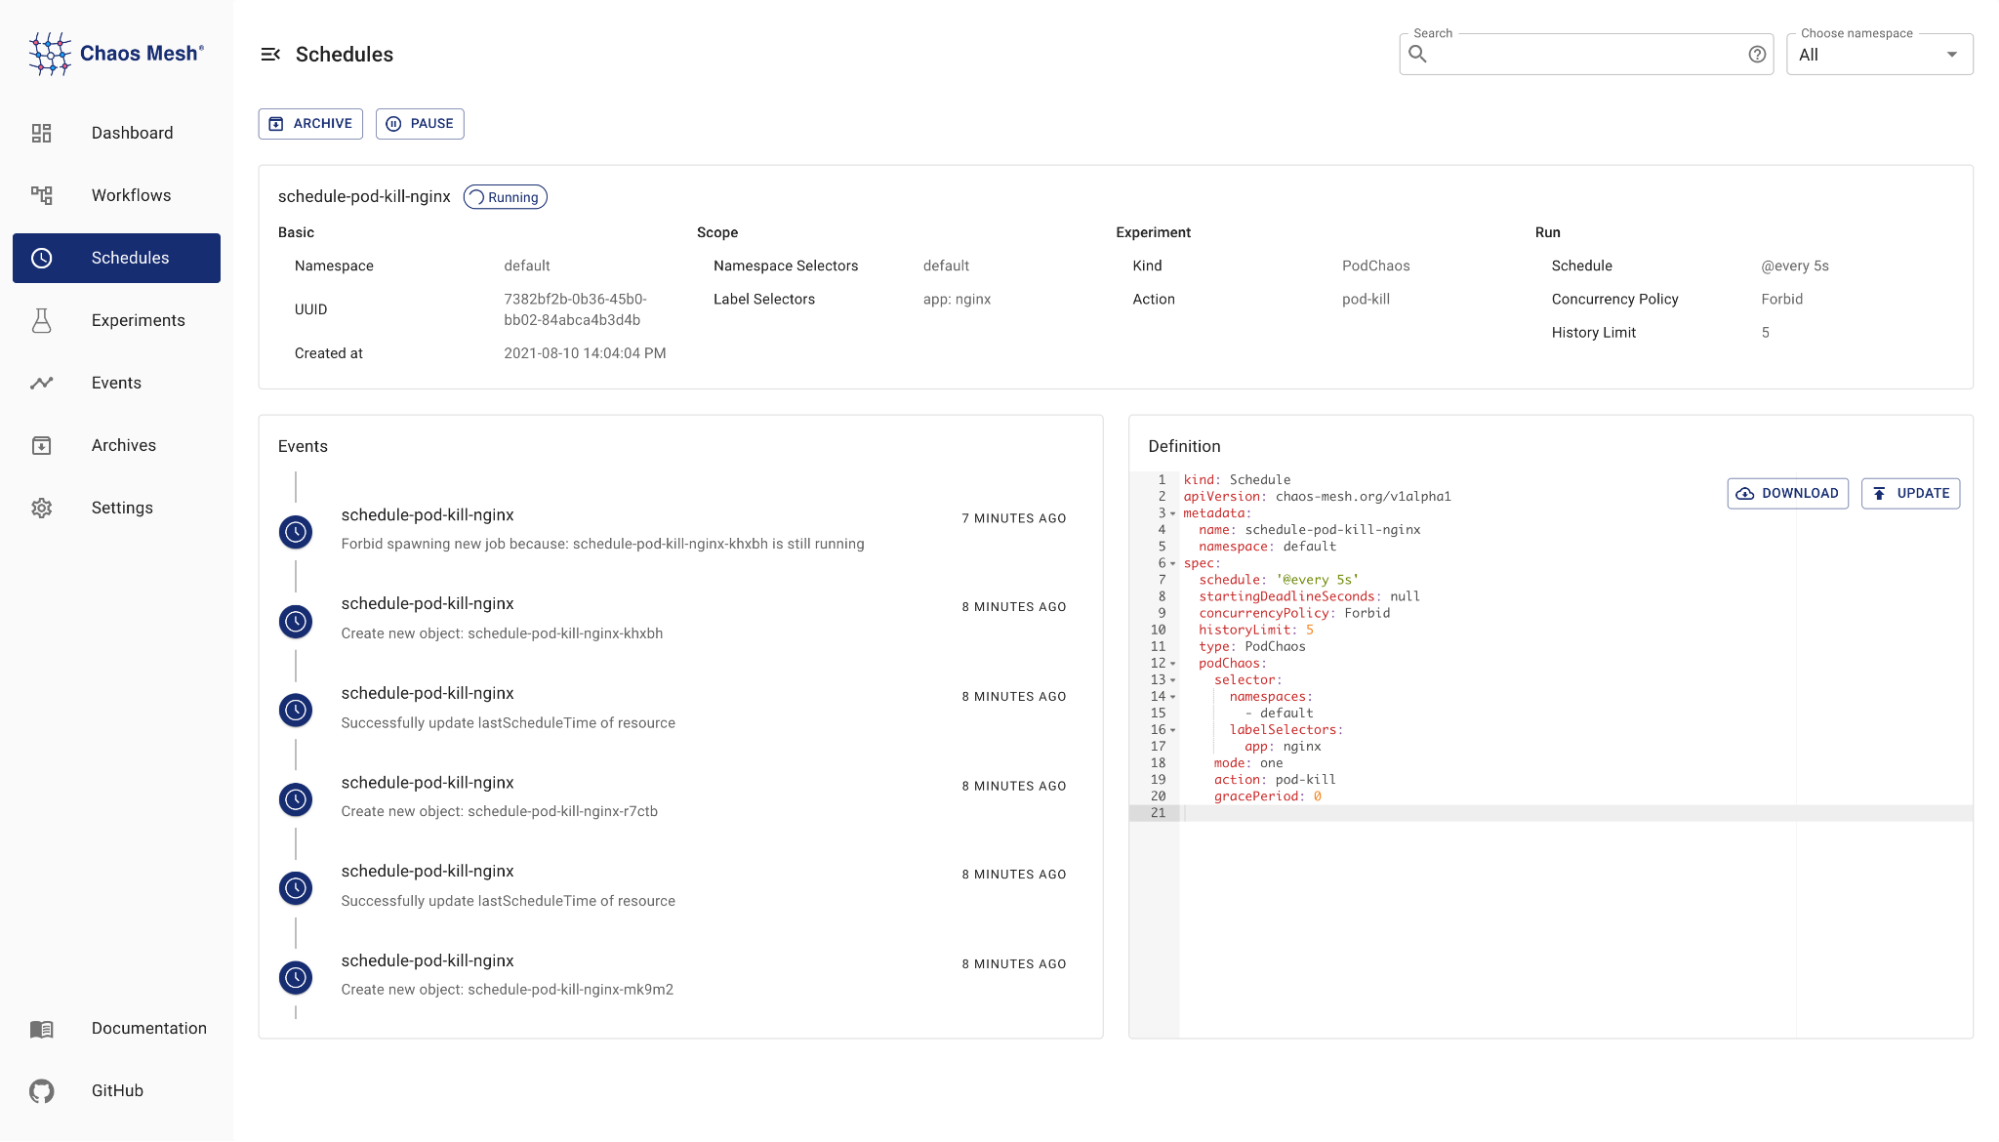 Chaos Mesh®
Dashboard
Workflows
Schedules
Experiments
Events
Archives
Settings
Documentation
GitHub
Schedules
Search
Choose namespace
All
ARCHIVE
PAUSE
schedule-pod-kill-nginx
Running
Basic
Namespace
default
UUID
7382bf2b-0b36-45b0-
bb02-84abca4b3d4b
Created at
2021-08-10 14:04:04 PM
Scope
Namespace Selectors
default
Label Selectors
app: nginx
Experiment
Kind
PodChaos
Action
pod-kill
Run
Schedule
@every 5s
Concurrency Policy
Forbid
History Limit
5
Events
schedule-pod-kill-nginx
7 MINUTES AGO
Forbid spawning new job because: schedule-pod-kill-nginx-khxbh is still running
schedule-pod-kill-nginx
8 MINUTES AGO
Create new object: schedule-pod-kill-nginx-khxbh
schedule-pod-kill-nginx
8 MINUTES AGO
Successfully update lastScheduleTime of resource
schedule-pod-kill-nginx
8 MINUTES AGO
Create new object: schedule-pod-kill-nginx-r7ctb
schedule-pod-kill-nginx
8 MINUTES AGO
Successfully update lastScheduleTime of resource
schedule-pod-kill-nginx
8 MINUTES AGO
Create new object: schedule-pod-kill-nginx-mk9m2
Definition
DOWNLOAD
UPDATE
1 kind: Schedule
2 apiVersion: chaos-mesh.org/v1alpha1
3 metadata:
4   name: schedule-pod-kill-nginx
5   namespace: default
6 spec:
7   schedule: '@every 5s'
8   startingDeadlineSeconds: null
9   concurrencyPolicy: Forbid
10   historyLimit: 5
11   type: PodChaos
12   podChaos:
13     selector:
14       namespaces:
15         - default
16       labelSelectors:
17         app: nginx
18     mode: one
19     action: pod-kill
20     gracePeriod: 0
21